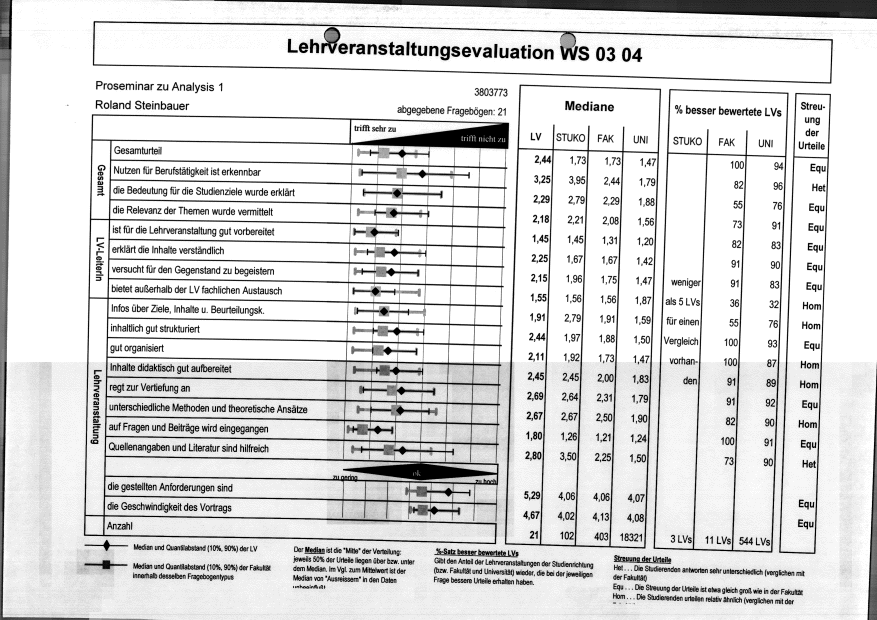 Lehrveranstaltungsevaluation WS 03 04
Proseminar zu Analysis 1
3803773
Roland Steinbauer
abgegebene Fragebögen: 21
trifft sehr zu
trifft nicht zu
Mediane
% besser bewertete LVs
Streu-
ung
der
Urteile
LV STUKO FAK UNI
STUKO FAK UNI
Gesamt
Gesamturteil 2,44 1,73 1,73 1,47 100 94 Equ
Nutzen für Berufstätigkeit ist erkennbar 3,25 3,95 2,44 1,79 82 96 Het
die Bedeutung für die Studienziele wurde erklärt 2,29 2,79 2,29 1,88 55 76 Equ
die Relevanz der Themen wurde vermittelt 2,18 2,21 2,08 1,56 73 91 Equ
LV-LeiterIn
ist für die Lehrveranstaltung gut vorbereitet 1,45 1,45 1,31 1,20 82 83 Equ
erklärt die Inhalte verständlich 2,25 1,67 1,67 1,42 91 90 Equ
versucht für den Gegenstand zu begeistern 2,15 1,96 1,75 1,47 91 83 Equ
bietet außerhalb der LV fachlichen Austausch 1,55 1,56 1,56 1,87 36 32 Hom
Lehrveranstaltung
Infos über Ziele, Inhalte u. Beurteilungsk. 1,91 2,79 1,91 1,59 55 76 Hom
inhaltlich gut strukturiert 2,44 1,97 1,88 1,50 100 93 Equ
gut organisiert 2,11 1,92 1,73 1,47 100 87 Hom
Inhalte didaktisch gut aufbereitet 2,45 2,45 2,00 1,83 91 89 Hom
regt zur Vertiefung an 2,69 2,64 2,31 1,79 91 92 Equ
unterschiedliche Methoden und theoretische Ansätze 2,67 2,67 2,50 1,90 82 90 Hom
auf Fragen und Beiträge wird eingegangen 1,80 1,26 1,21 1,24 100 91 Equ
Quellenangaben und Literatur sind hilfreich 2,80 3,50 2,25 1,50 73 90 Het
weniger
als 5 LVs
für einen
Vergleich
vorhan-
den
zu gering
ok
zu hoch
die gestellten Anforderungen sind 5,29 4,06 4,06 4,07 Equ
die Geschwindigkeit des Vortrags 4,67 4,02 4,13 4,08 Equ
Anzahl 21 102 403 18321 3 LVs 11 LVs 544 LVs
Median und Quantilabstand (10%, 90%) der LV
Median und Quantilabstand (10%, 90%) der Fakultät
innerhalb desselben Fragebogentypus
Der Median ist die "Mitte" der Verteilung:
jeweils 50% der Urteile liegen über bzw. unter
dem Median. Im Vgl. zum Mittelwert ist der
Median von "Ausreissern" in den Daten
%-Satz besser bewertete LVs
Gibt den Anteil der Lehrveranstaltungen der Studienrichtung
(bzw. Fakultät und Universität) wieder, die bei der jeweiligen
Frage bessere Urteile erhalten haben.
Streuung der Urteile
Het . . . Die Studierenden antworten sehr unterschiedlich (verglichen mit
der Fakultät)
Equ . . . Die Streuung der Urteile ist etwa gleich groß wie in der Fakultät
Hom . . . Die Studierenden urteilen relativ ähnlich (verglichen mit der